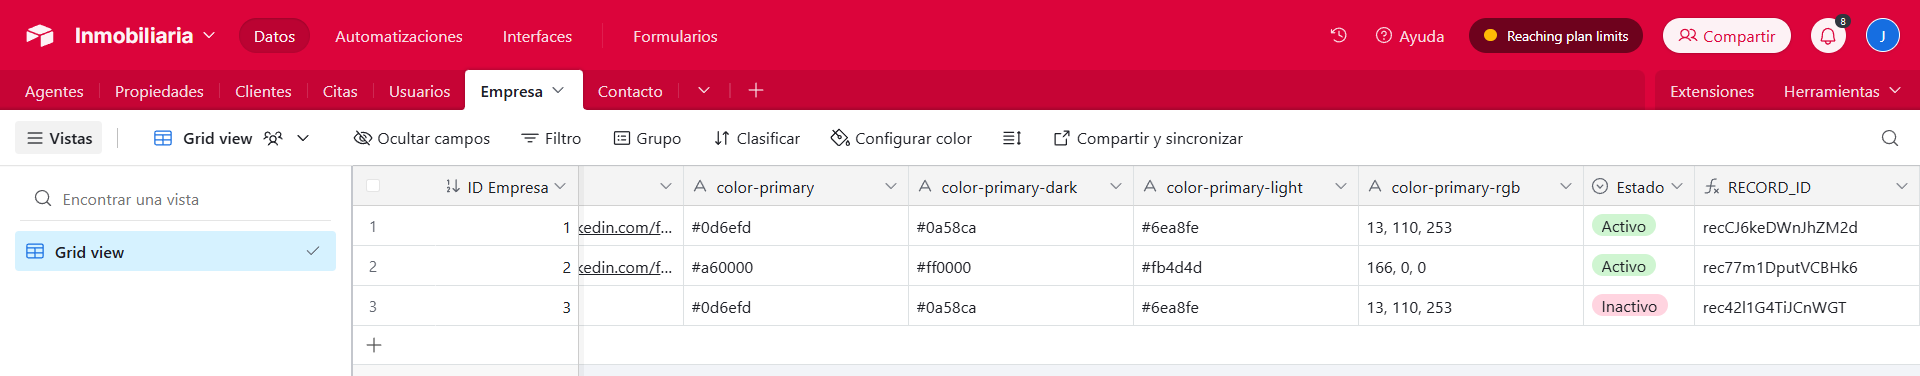 Inmobiliaria Datos Automatizaciones Interfaces Formularios Ayuda Reaching plan limits Compartir 8 J
Agentes Propiedades Clientes Citas Usuarios Empresa Contacto Extensiones Herramientas
Vistas Grid view Ocultar campos Filtro Grupo Clasificar Configurar color Compartir y sincronizar
Encontrar una vista
Grid view
ID Empresa color-primary color-primary-dark color-primary-light color-primary-rgb Estado RECORD_ID
1 1 kedin.com/f... #0d6efd #0a58ca #6ea8fe 13, 110, 253 Activo recCJ6keDWnJhZM2d
2 2 kedin.com/f... #a60000 #ff0000 #fb4d4d 166, 0, 0 Activo rec77m1DputVCBHk6
3 3 #0d6efd #0a58ca #6ea8fe 13, 110, 253 Inactivo rec42l1G4TiJCnWGT